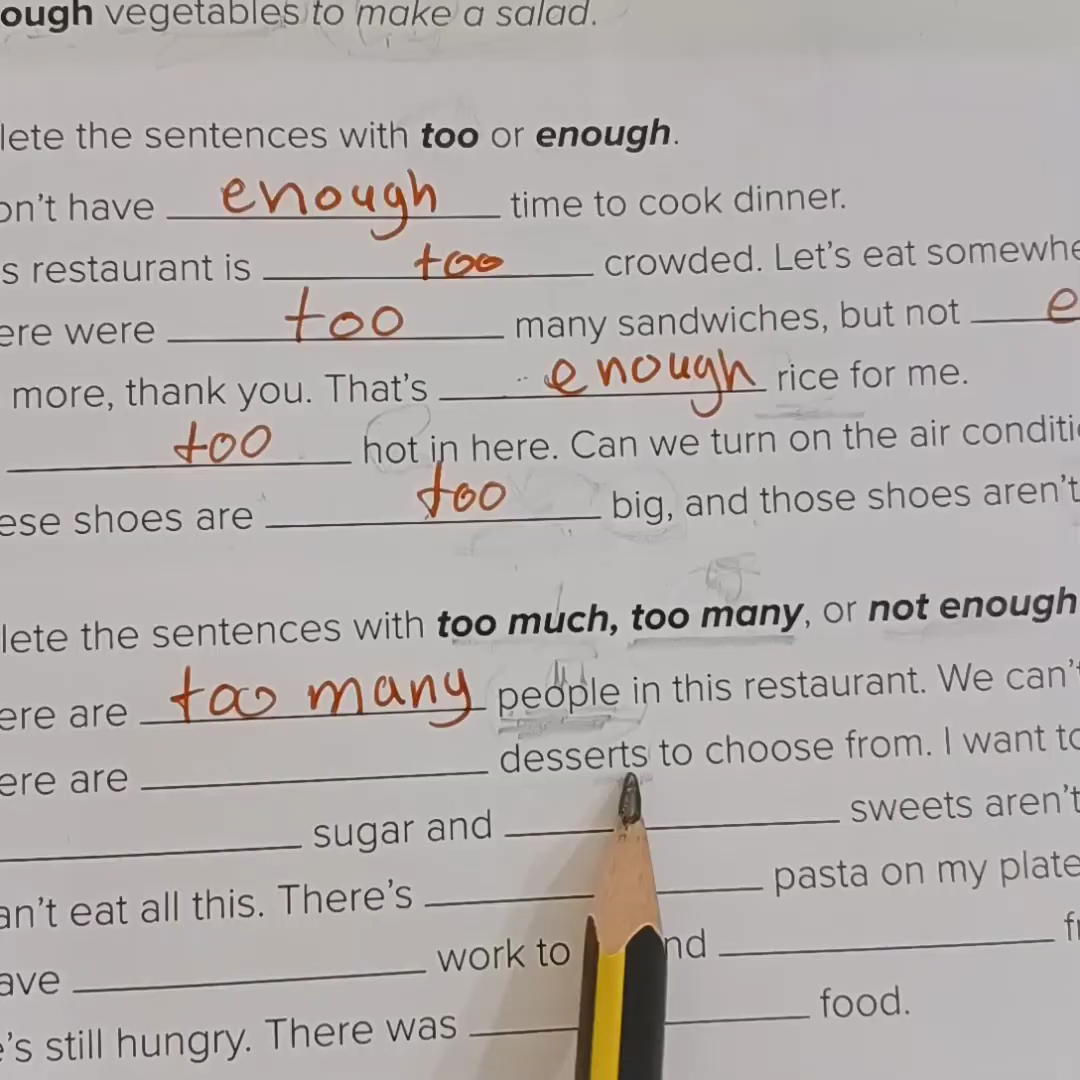 ough vegetables to make a salad.
lete the sentences with too or enough.
on't have enough time to cook dinner.
s restaurant is too crowded. Let's eat somewhe
ere were too many sandwiches, but not e
more, thank you. That's enough rice for me.
too hot in here. Can we turn on the air conditi
ese shoes are too big, and those shoes aren't
lete the sentences with too much, too many, or not enough
ere are too many people in this restaurant. We can't
ere are desserts to choose from. I want to
sugar and sweets aren't
an't eat all this. There's pasta on my plate
ave work to nd fr
e's still hungry. There was food.